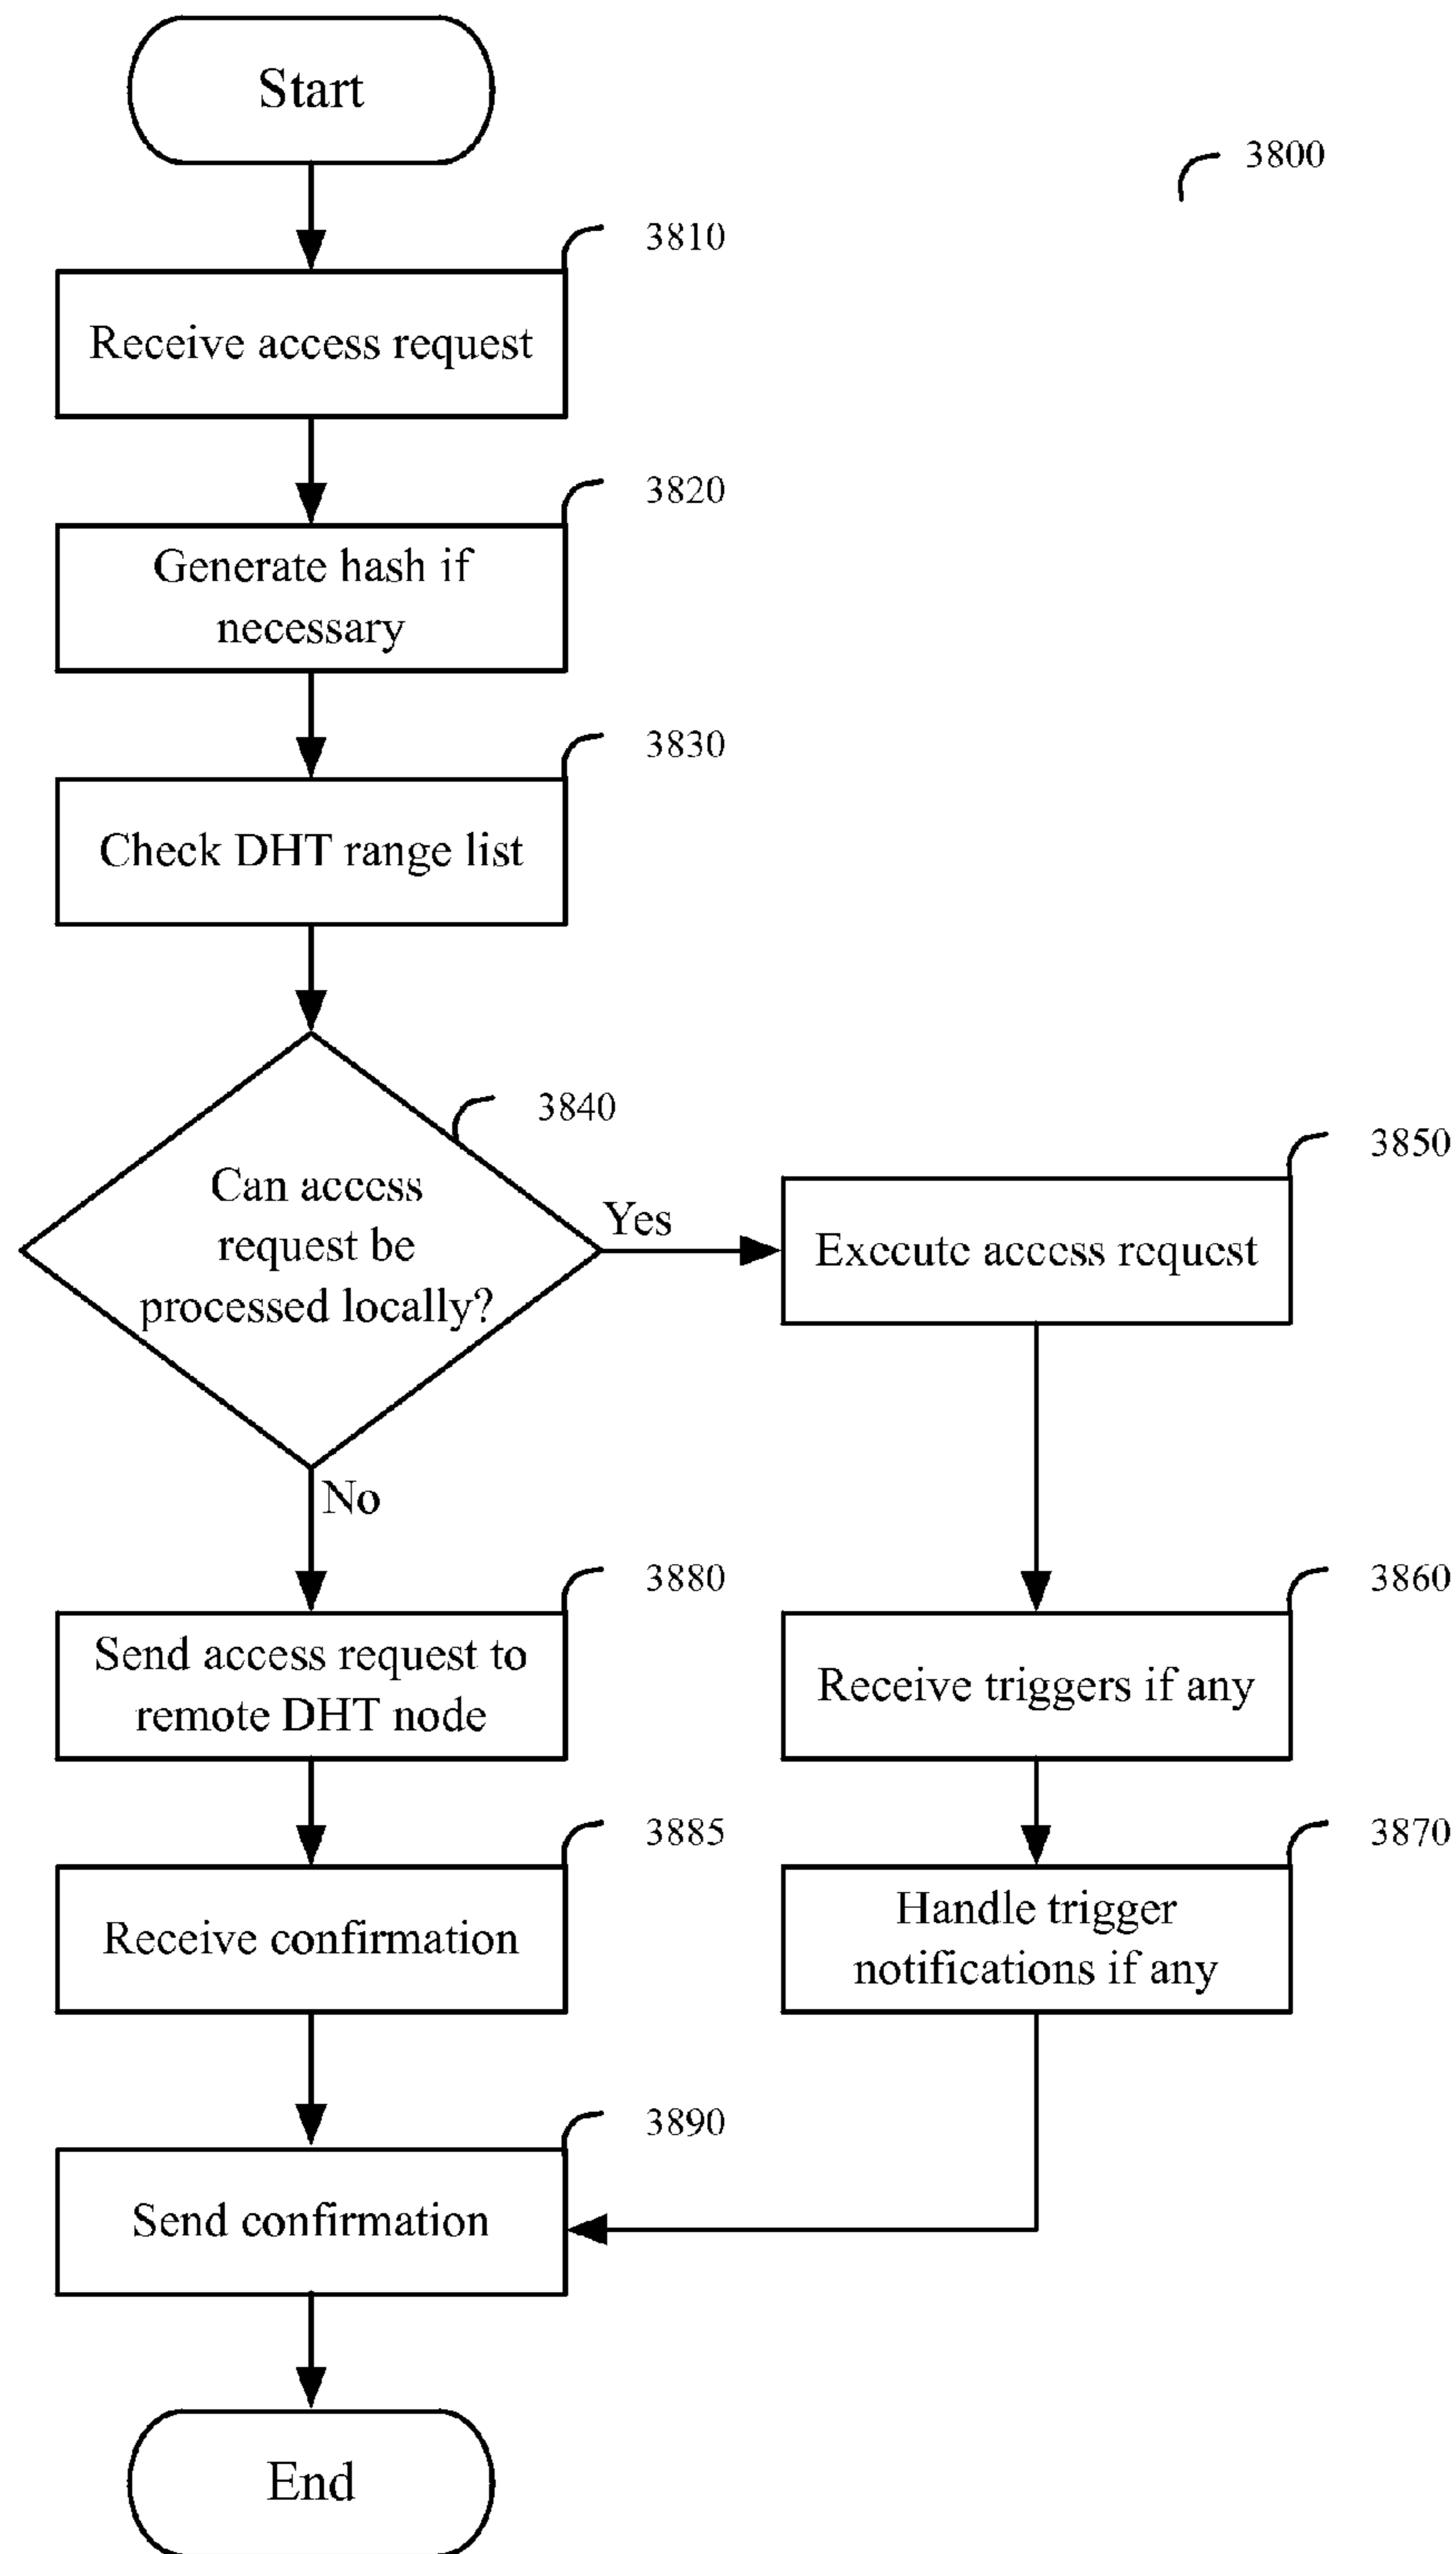 Start
3800
3810
Receive access request
3820
Generate hash if
necessary
3830
Check DHT range list
3840
Can access
request be
processed locally?
Yes
3850
Execute access request
No
3880
Send access request to
remote DHT node
3860
Receive triggers if any
3885
Receive confirmation
3870
Handle trigger
notifications if any
3890
Send confirmation
End